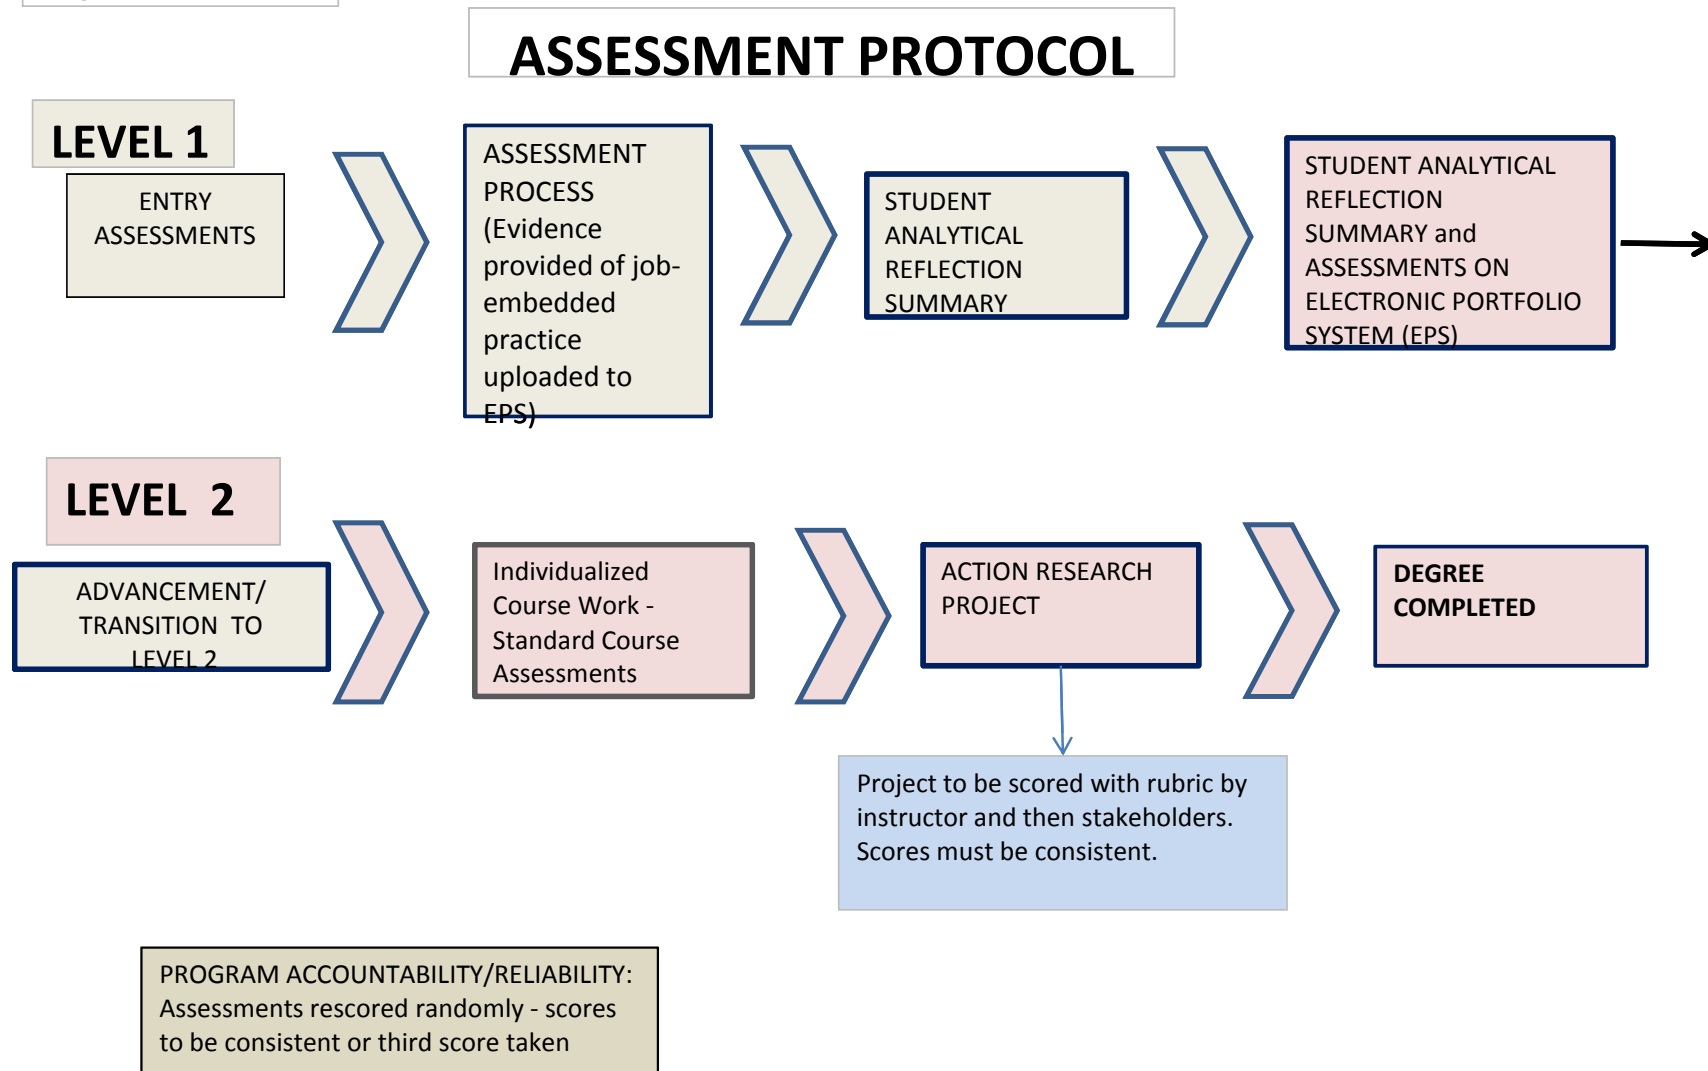 ASSESSMENT PROTOCOL
LEVEL 1
ENTRY
ASSESSMENTS
ASSESSMENT
PROCESS
(Evidence
provided of job-
embedded
practice
uploaded to
EPS)
STUDENT
ANALYTICAL
REFLECTION
SUMMARY
STUDENT ANALYTICAL
REFLECTION
SUMMARY and
ASSESSMENTS ON
ELECTRONIC PORTFOLIO
SYSTEM (EPS)
LEVEL 2
ADVANCEMENT/
TRANSITION TO
LEVEL 2
Individualized
Course Work -
Standard Course
Assessments
ACTION RESEARCH
PROJECT
DEGREE
COMPLETED
Project to be scored with rubric by
instructor and then stakeholders.
Scores must be consistent.
PROGRAM ACCOUNTABILITY/RELIABILITY:
Assessments rescored randomly - scores
to be consistent or third score taken